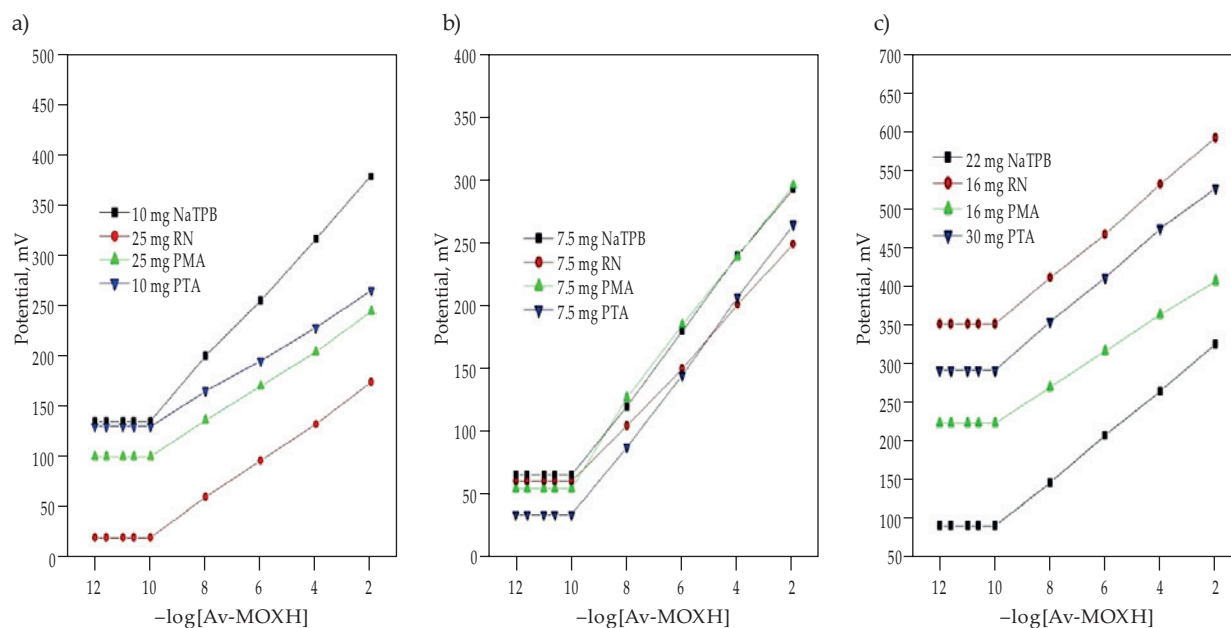 a)
500
450
400
350
300
250
200
150
100
50
0
Potential, mV
10 mg NaTPB
25 mg RN
25 mg PMA
10 mg PTA
12 10 8 6 4 2
–log[Av-MOXH]
b)
400
350
300
250
200
150
100
50
0
Potential, mV
7.5 mg NaTPB
7.5 mg RN
7.5 mg PMA
7.5 mg PTA
12 10 8 6 4 2
–log[Av-MOXH]
c)
700
650
600
550
500
450
400
350
300
250
200
150
100
50
Potential, mV
22 mg NaTPB
16 mg RN
16 mg PMA
30 mg PTA
12 10 8 6 4 2
–log[Av-MOXH]